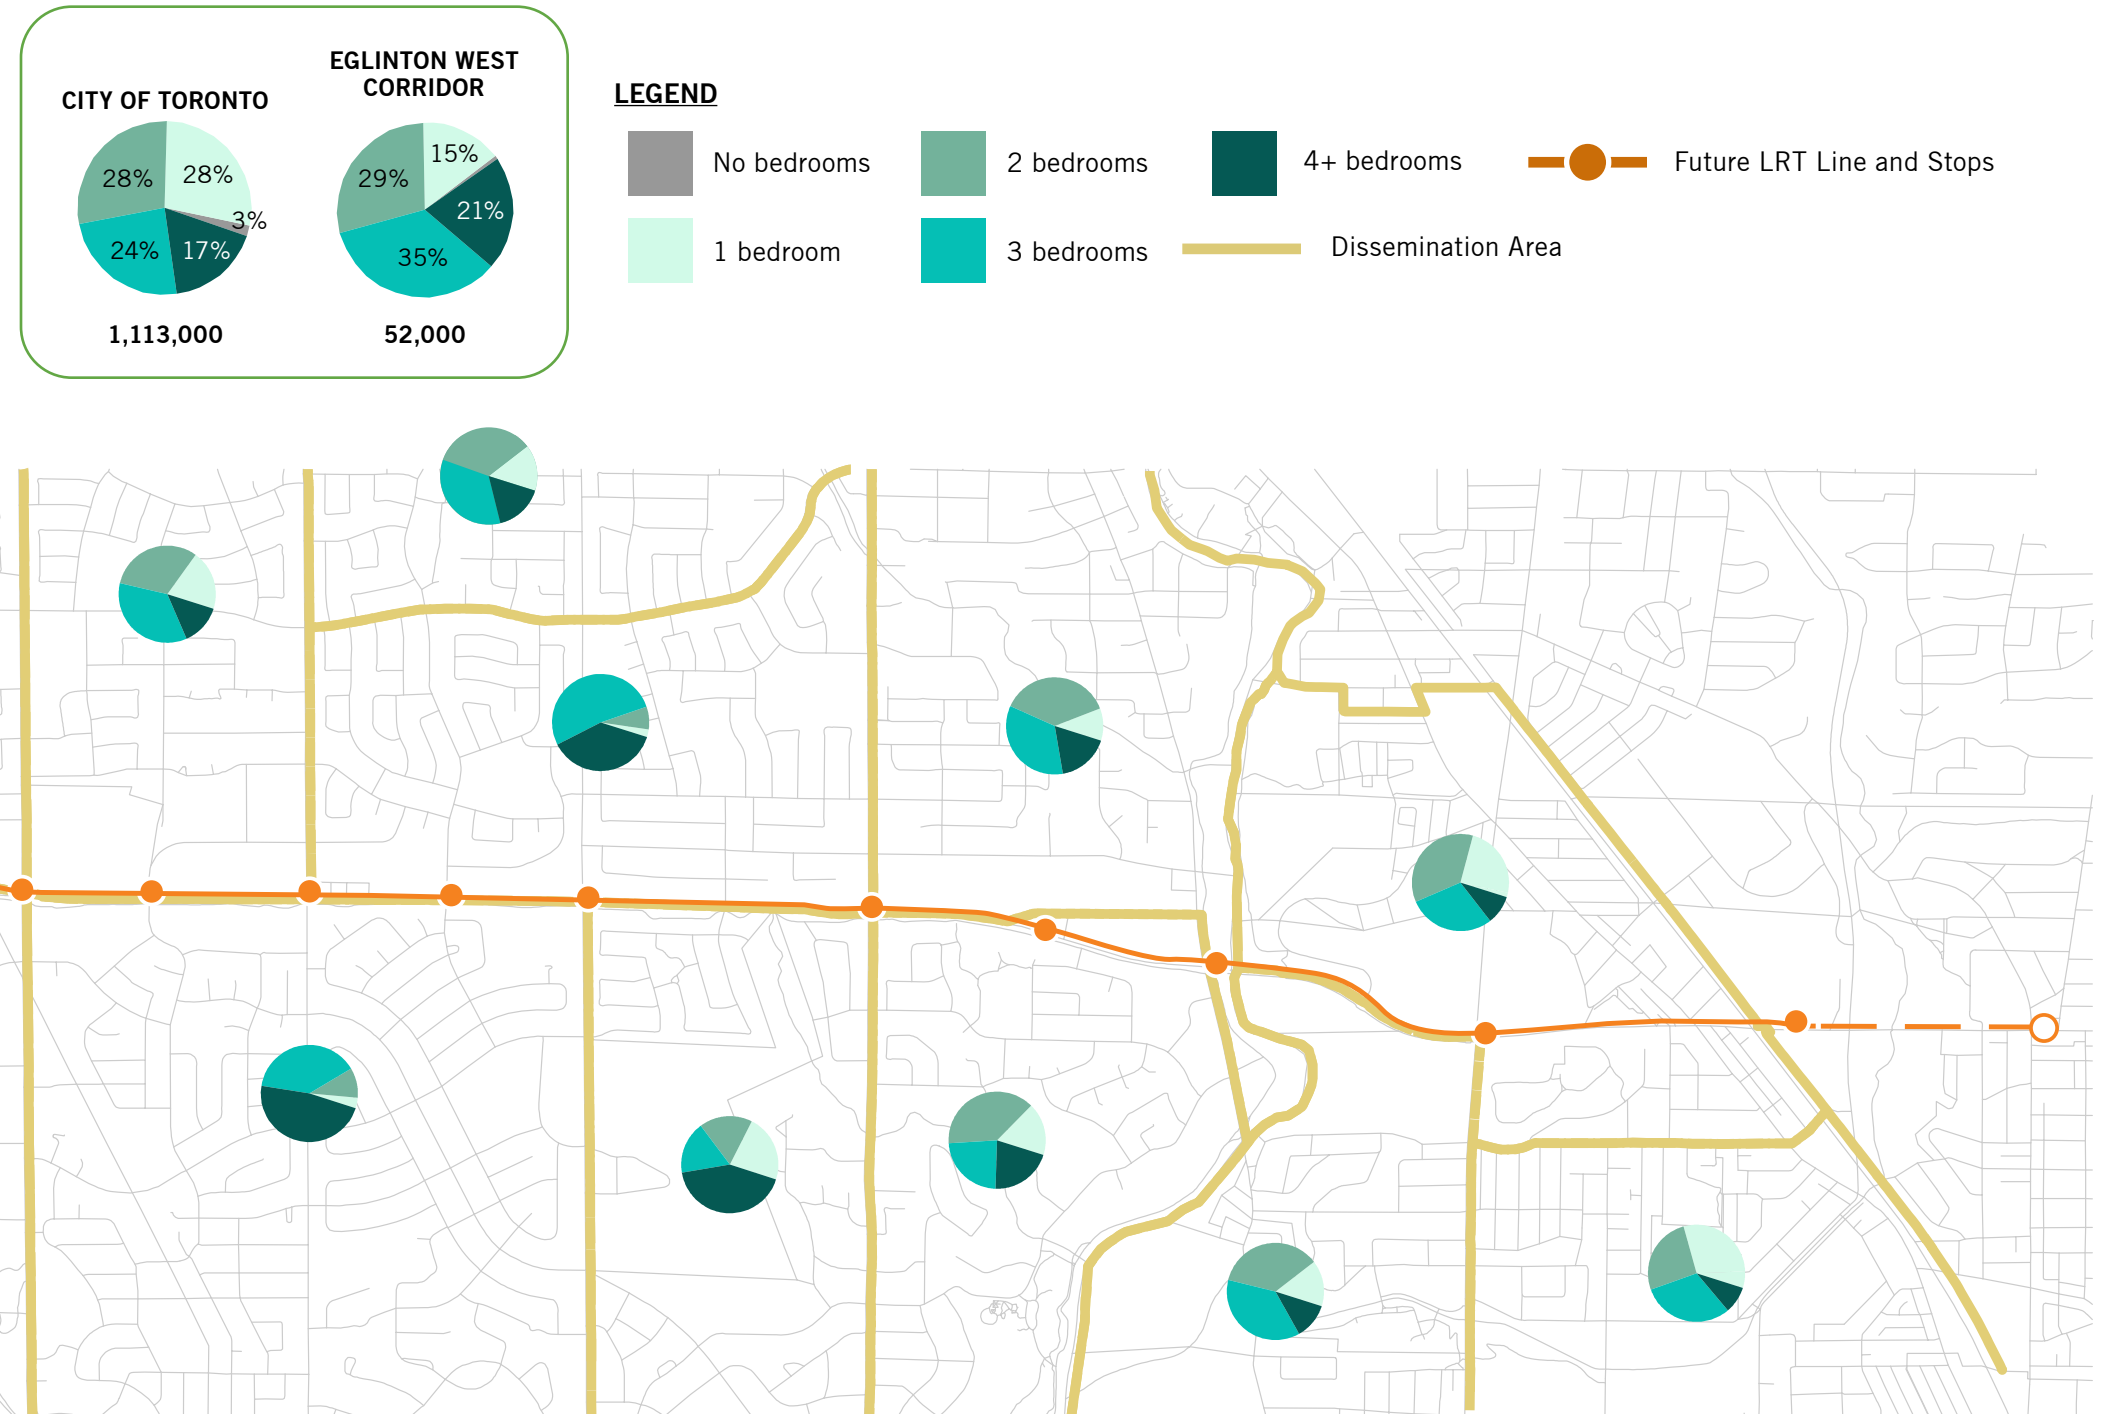 CITY OF TORONTO
28%
28%
3%
24%
17%
1,113,000
EGLINTON WEST
CORRIDOR
15%
29%
21%
35%
52,000
LEGEND
No bedrooms
2 bedrooms
4+ bedrooms
Future LRT Line and Stops
1 bedroom
3 bedrooms
Dissemination Area